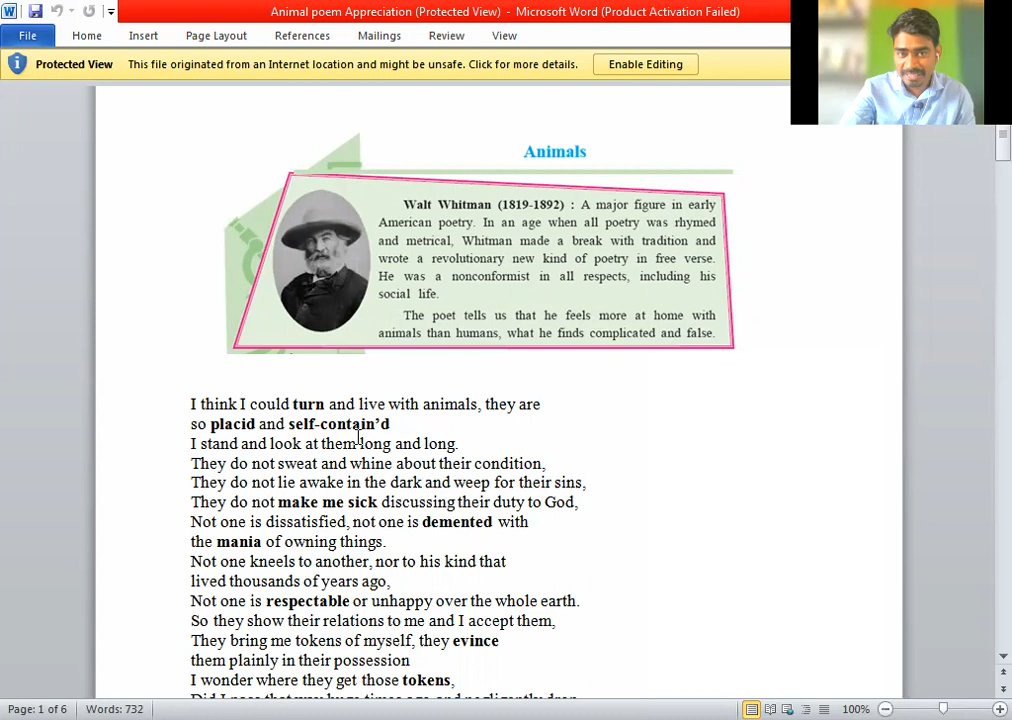 Animal poem Appreciation (Protected View) - Microsoft Word (Product Activation Failed)
File Home Insert Page Layout References Mailings Review View
Protected View This file originated from an Internet location and might be unsafe. Click for more details. Enable Editing
Animals
Walt Whitman (1819-1892) : A major figure in early
American poetry. In an age when all poetry was rhymed
and metrical, Whitman made a break with tradition and
wrote a revolutionary new kind of poetry in free verse.
He was a nonconformist in all respects, including his
social life.
The poet tells us that he feels more at home with
animals than humans, what he finds complicated and false.
I think I could turn and live with animals, they are
so placid and self-contain’d
I stand and look at them long and long.
They do not sweat and whine about their condition,
They do not lie awake in the dark and weep for their sins,
They do not make me sick discussing their duty to God,
Not one is dissatisfied, not one is demented with
the mania of owning things.
Not one kneels to another, nor to his kind that
lived thousands of years ago,
Not one is respectable or unhappy over the whole earth.
So they show their relations to me and I accept them,
They bring me tokens of myself, they evince
them plainly in their possession
I wonder where they get those tokens,
Did I pass that way huge times ago and negligently drop
Page: 1 of 6 Words: 732 100%